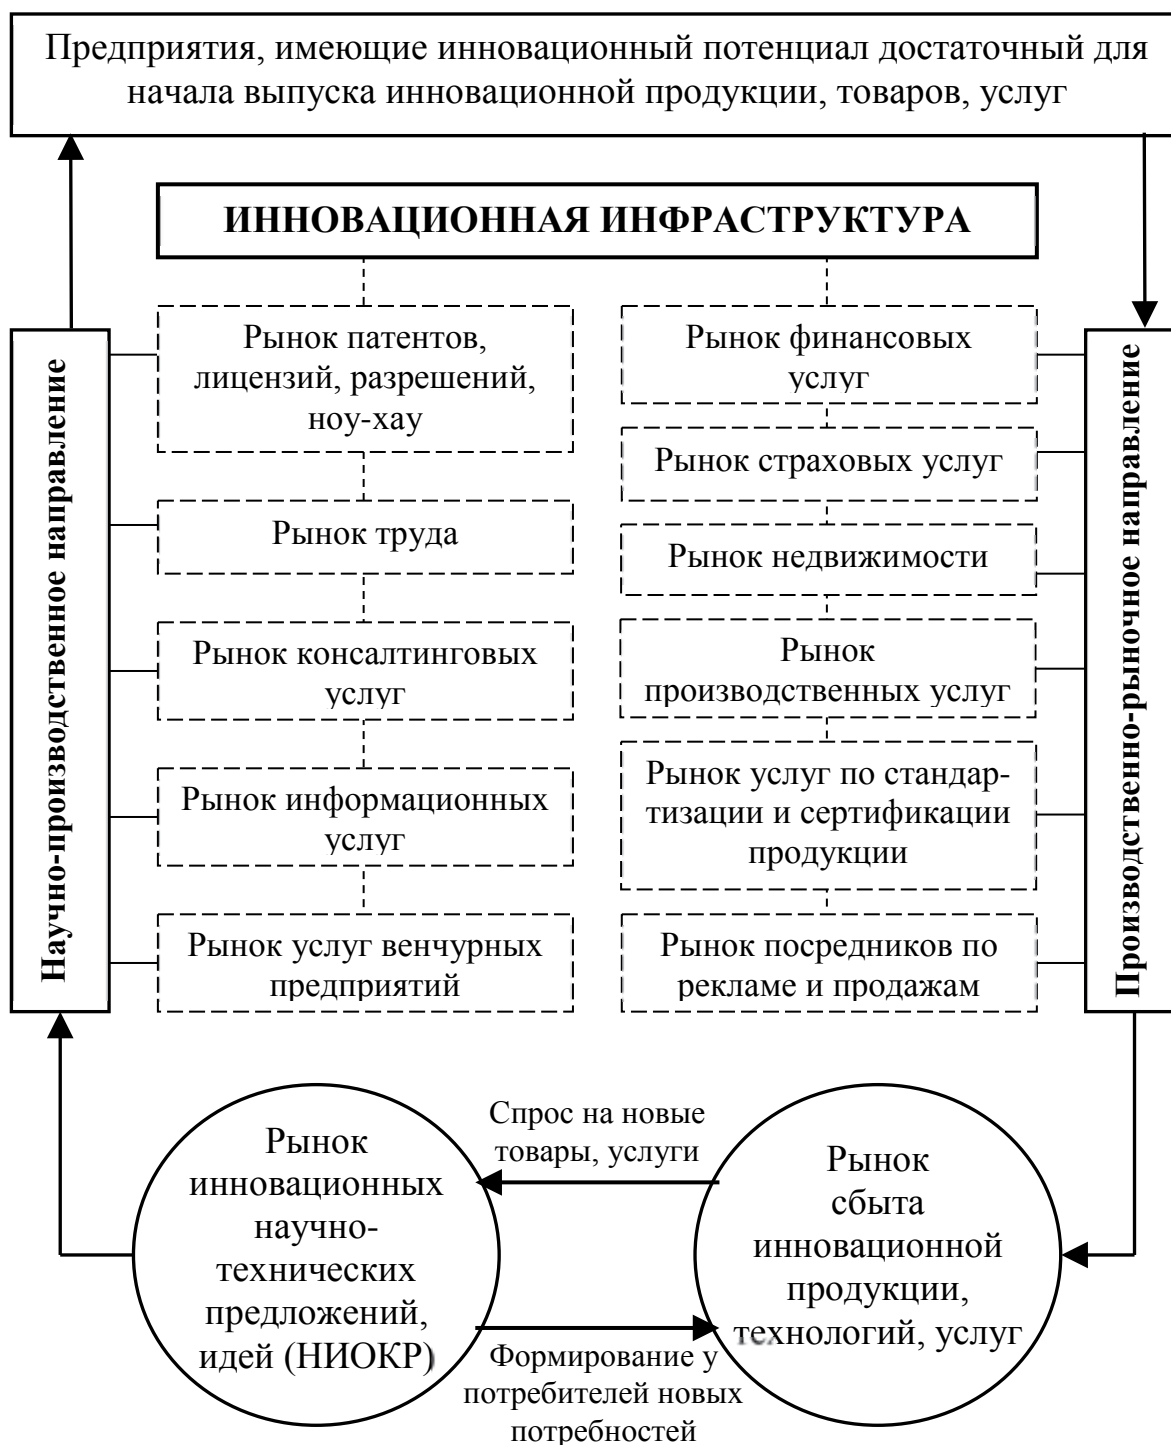 Предприятия, имеющие инновационный потенциал достаточный для
начала выпуска инновационной продукции, товаров, услуг
ИННОВАЦИОННАЯ ИНФРАСТРУКТУРА
Научно-производственное направление
Рынок патентов,
лицензий, разрешений,
ноу-хау
Рынок труда
Рынок консалтинговых
услуг
Рынок информационных
услуг
Рынок услуг венчурных
предприятий
Рынок финансовых
услуг
Рынок страховых услуг
Рынок недвижимости
Рынок
производственных услуг
Рынок услуг по стандар-
тизации и сертификации
продукции
Рынок посредников по
рекламе и продажам
Производственно-рыночное направление
Рынок
инновационных
научно-
технических
предложений,
идей (НИОКР)
Спрос на новые
товары, услуги
Формирование у
потребителей новых
потребностей
Рынок
сбыта
инновационной
продукции,
технологий, услуг